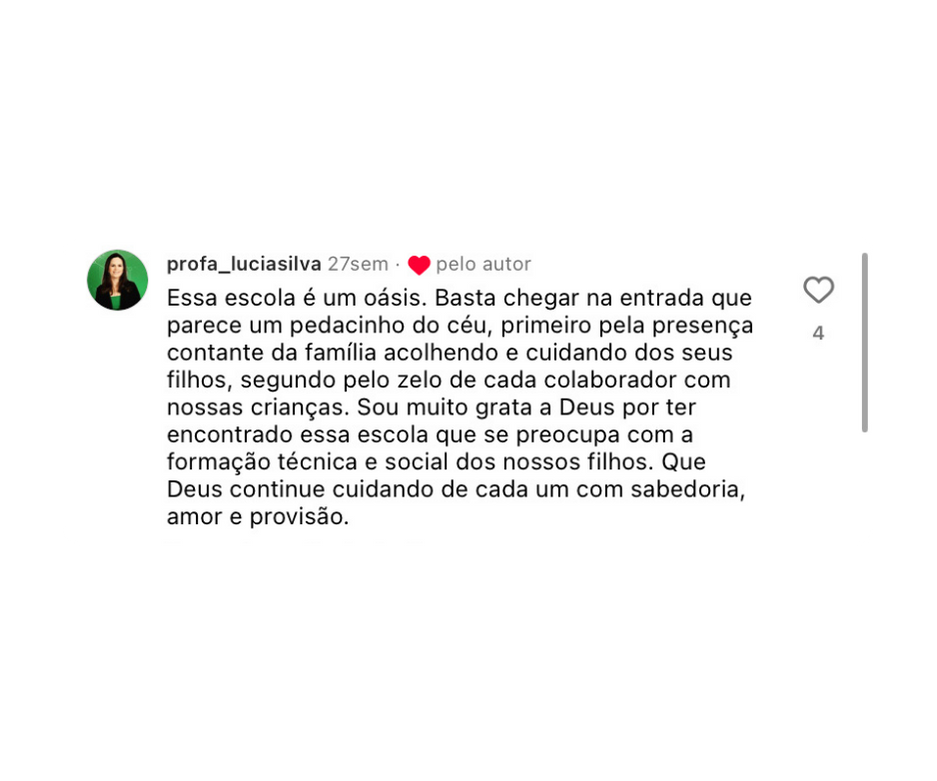 profa_luciasilva 27sem · ❤ pelo autor
Essa escola é um oásis. Basta chegar na entrada que
parece um pedacinho do céu, primeiro pela presença
contante da família acolhendo e cuidando dos seus
filhos, segundo pelo zelo de cada colaborador com
nossas crianças. Sou muito grata a Deus por ter
encontrado essa escola que se preocupa com a
formação técnica e social dos nossos filhos. Que
Deus continue cuidando de cada um com sabedoria,
amor e provisão.
4